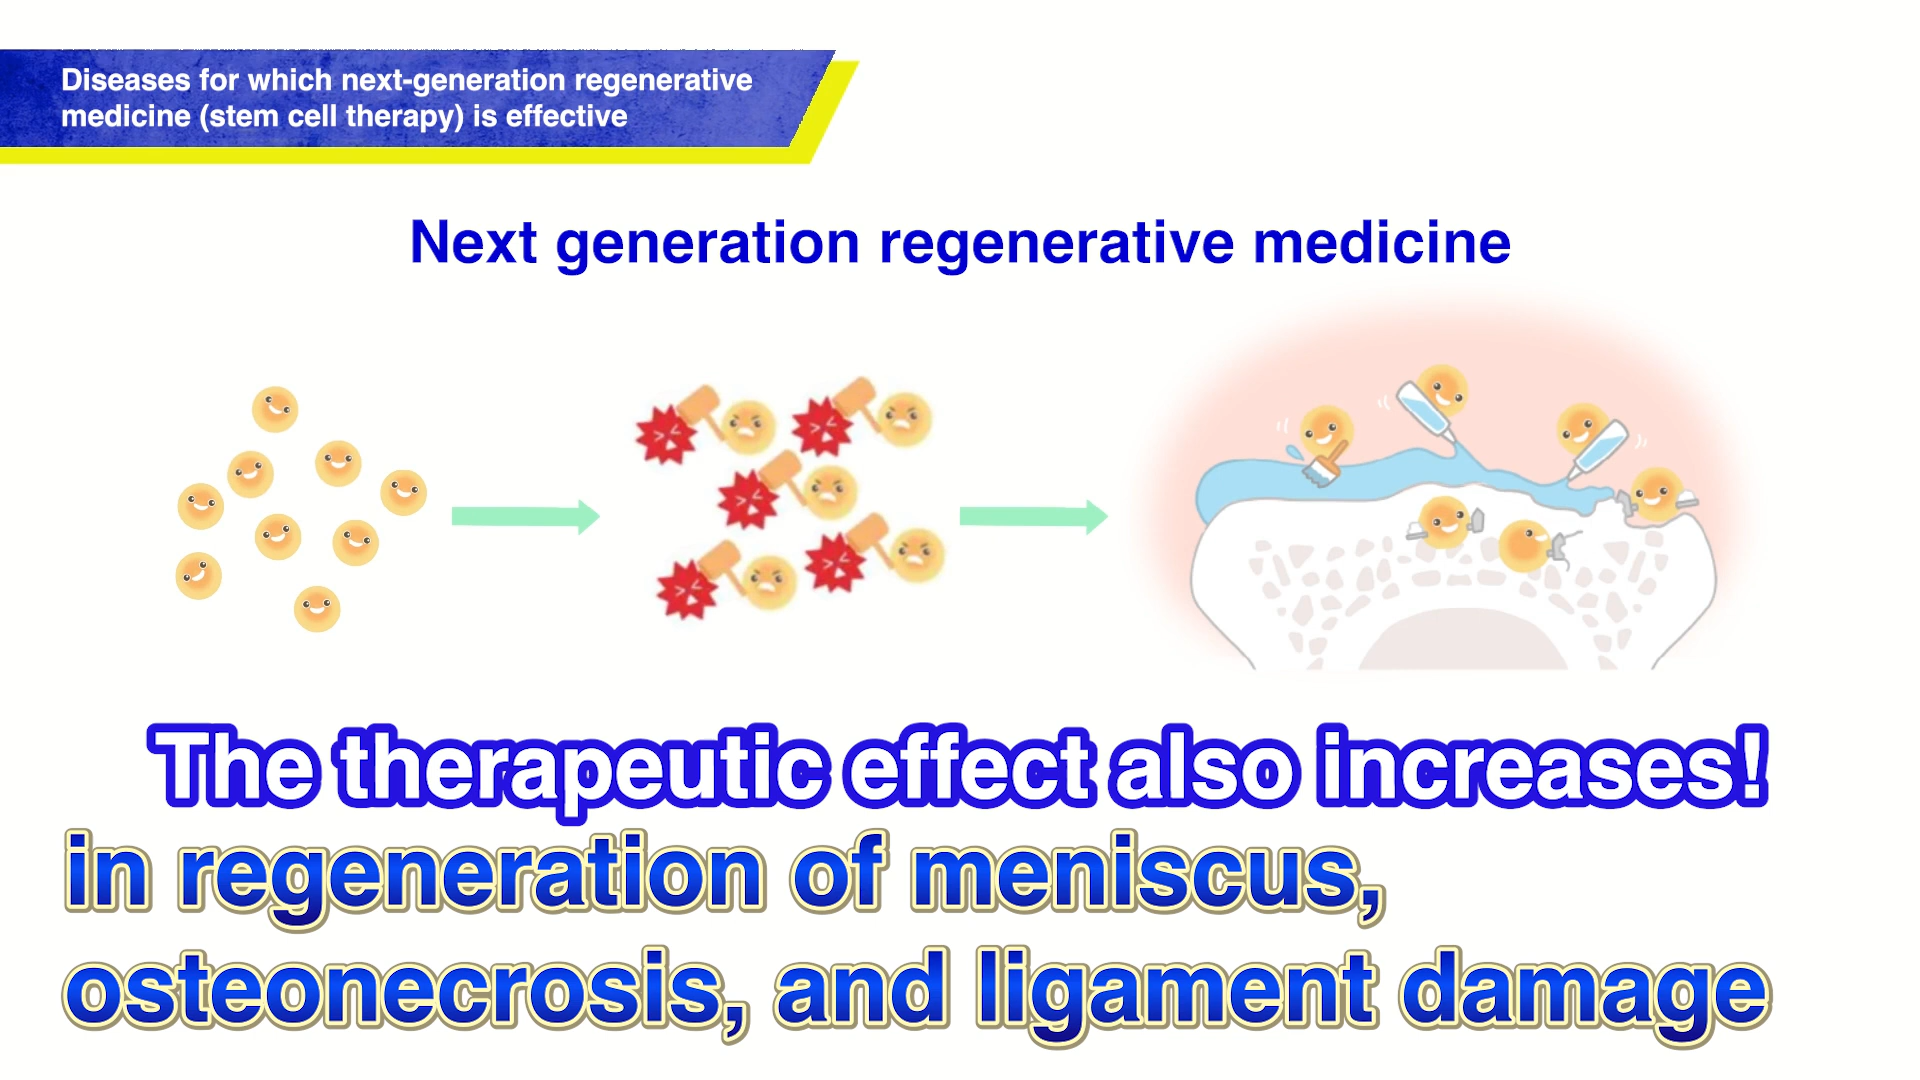 Diseases for which next-generation regenerative
medicine (stem cell therapy) is effective
Next generation regenerative medicine
The therapeutic effect also increases!
in regeneration of meniscus,
osteonecrosis, and ligament damage